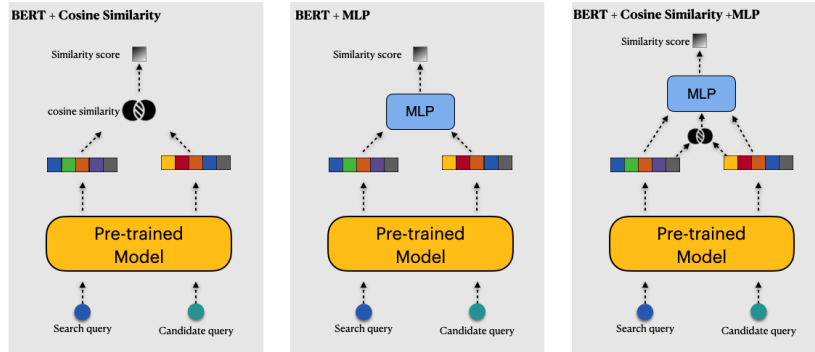 BERT + Cosine Similarity
Similarity score
cosine similarity
Pre-trained
Model
Search query
Candidate query
BERT + MLP
Similarity score
MLP
Pre-trained
Model
Search query
Candidate query
BERT + Cosine Similarity +MLP
Similarity score
MLP
Pre-trained
Model
Search query
Candidate query